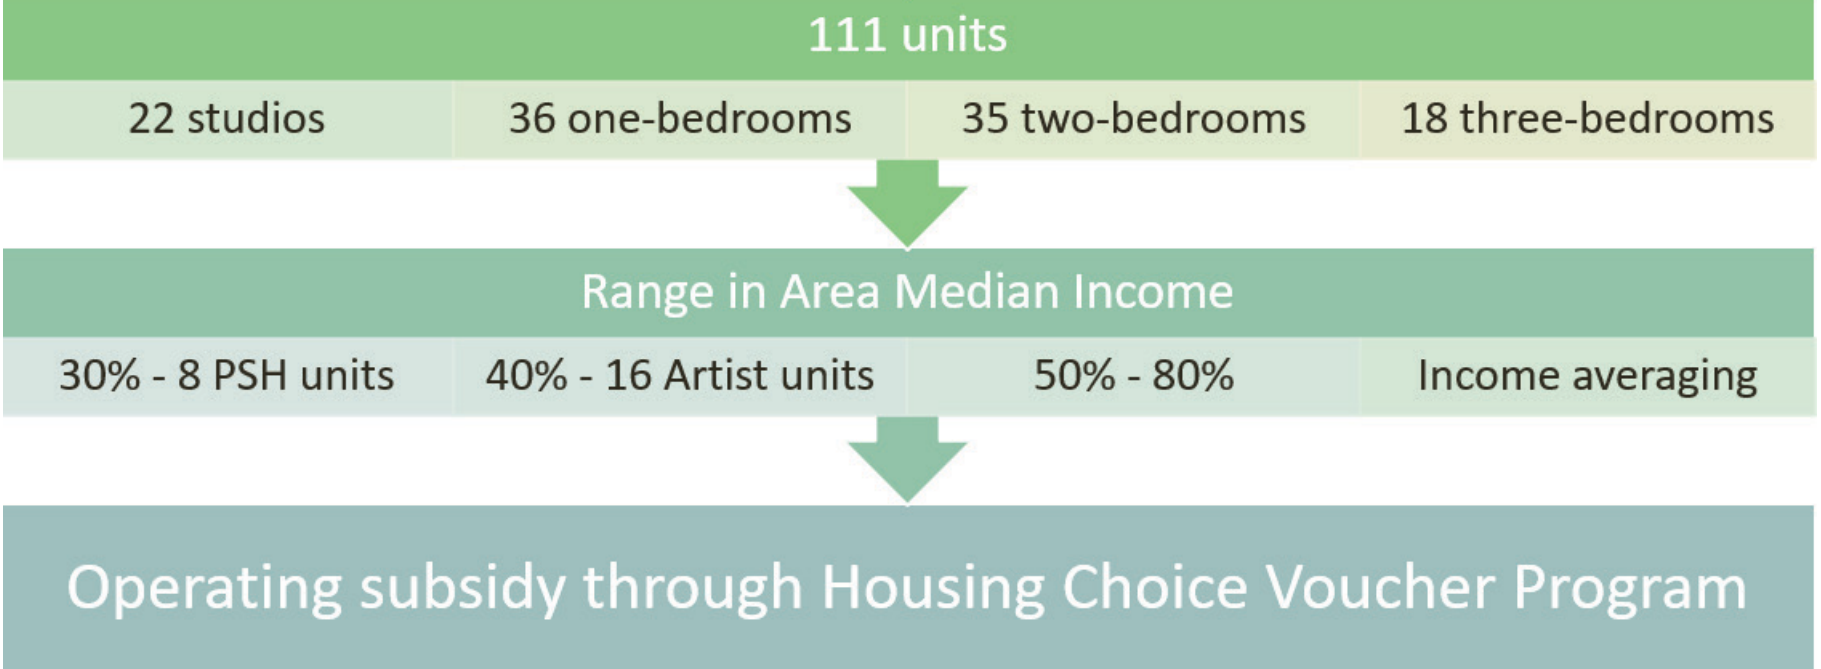 111 units
22 studios
36 one-bedrooms
35 two-bedrooms
18 three-bedrooms
Range in Area Median Income
30% - 8 PSH units
40% - 16 Artist units
50% - 80%
Income averaging
Operating subsidy through Housing Choice Voucher Program